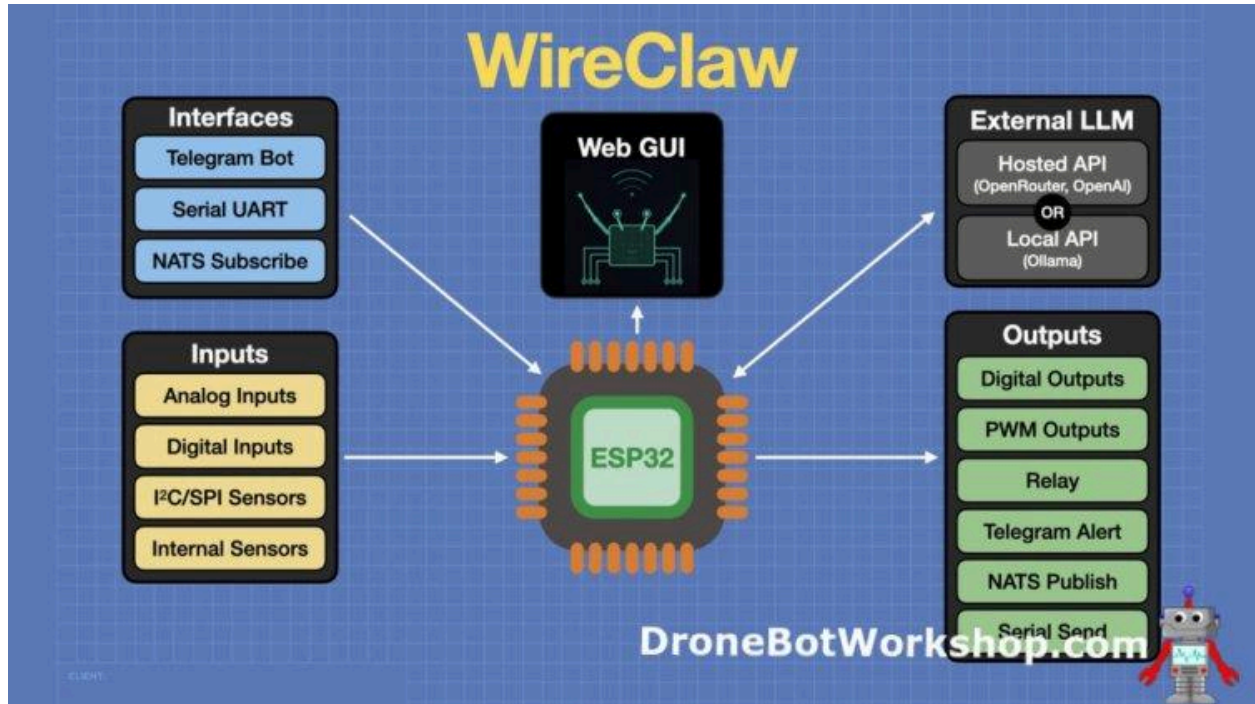 WireClaw
Interfaces
Telegram Bot
Serial UART
NATS Subscribe
Inputs
Analog Inputs
Digital Inputs
I²C/SPI Sensors
Internal Sensors
Web GUI
ESP32
External LLM
Hosted API
(OpenRouter, OpenAI)
OR
Local API
(Ollama)
Outputs
Digital Outputs
PWM Outputs
Relay
Telegram Alert
NATS Publish
Serial Send
DroneBotWorkshop.com
CLIENT: